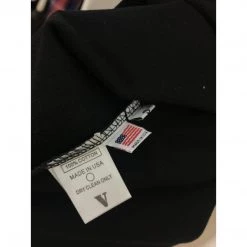 100% COTTON
MADE IN USA
DRY CLEAN ONLY
V